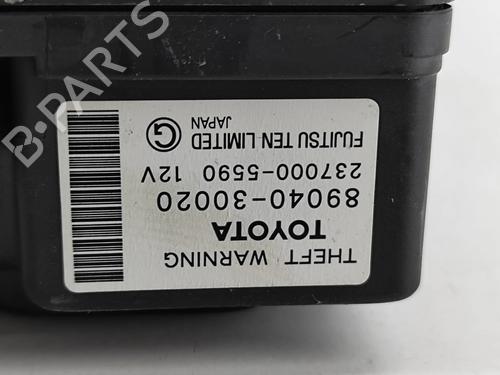 THEFT WARNING
TOYOTA
89040-30020
237000-5590 12V
FUJITSU TEN LIMITED
JAPAN
G
B-PARTS